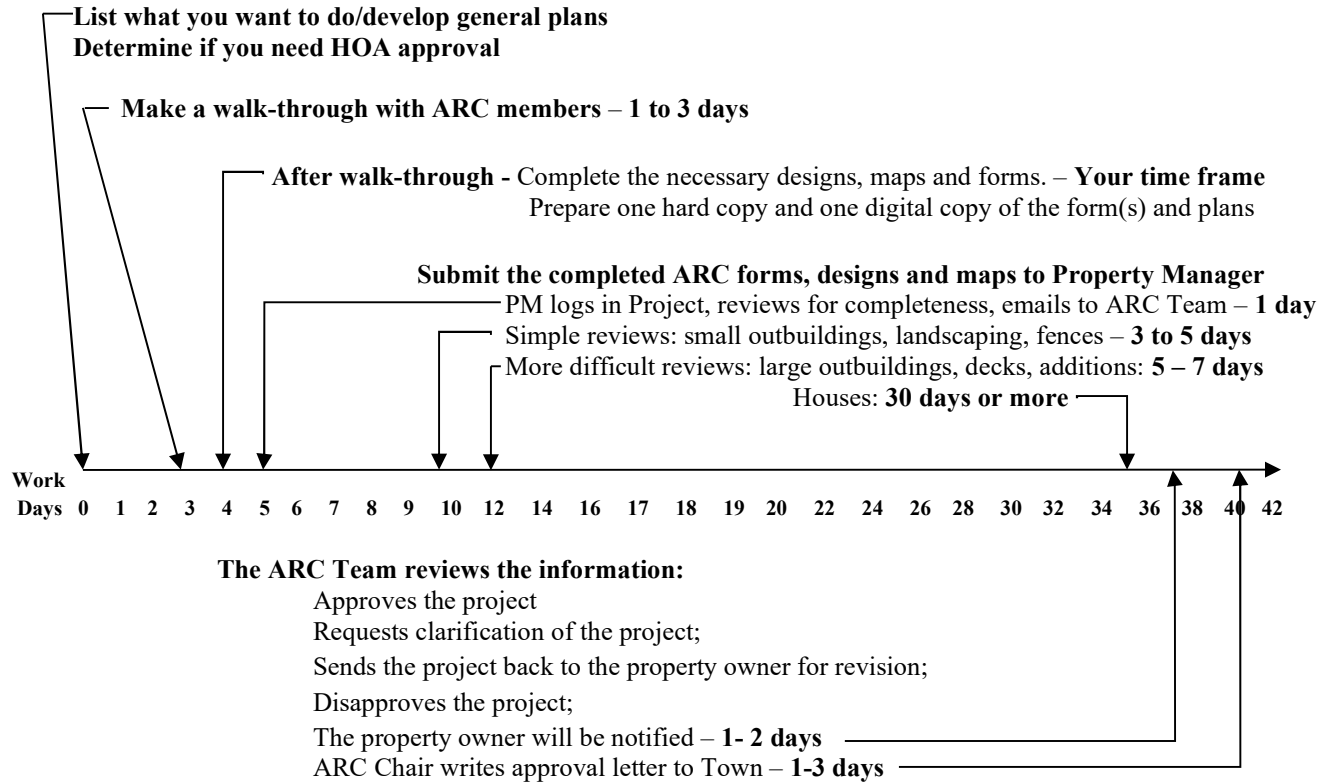 List what you want to do/develop general plans
Determine if you need HOA approval
Make a walk-through with ARC members – 1 to 3 days
After walk-through - Complete the necessary designs, maps and forms. – Your time frame
Prepare one hard copy and one digital copy of the form(s) and plans
Submit the completed ARC forms, designs and maps to Property Manager
PM logs in Project, reviews for completeness, emails to ARC Team – 1 day
Simple reviews: small outbuildings, landscaping, fences – 3 to 5 days
More difficult reviews: large outbuildings, decks, additions: 5 – 7 days
Houses: 30 days or more
Work
Days 0 1 2 3 4 5 6 7 8 9 10 12 14 16 17 18 19 20 22 24 26 28 30 32 34 36 38 40 42
The ARC Team reviews the information:
Approves the project
Requests clarification of the project;
Sends the project back to the property owner for revision;
Disapproves the project;
The property owner will be notified – 1- 2 days
ARC Chair writes approval letter to Town – 1-3 days